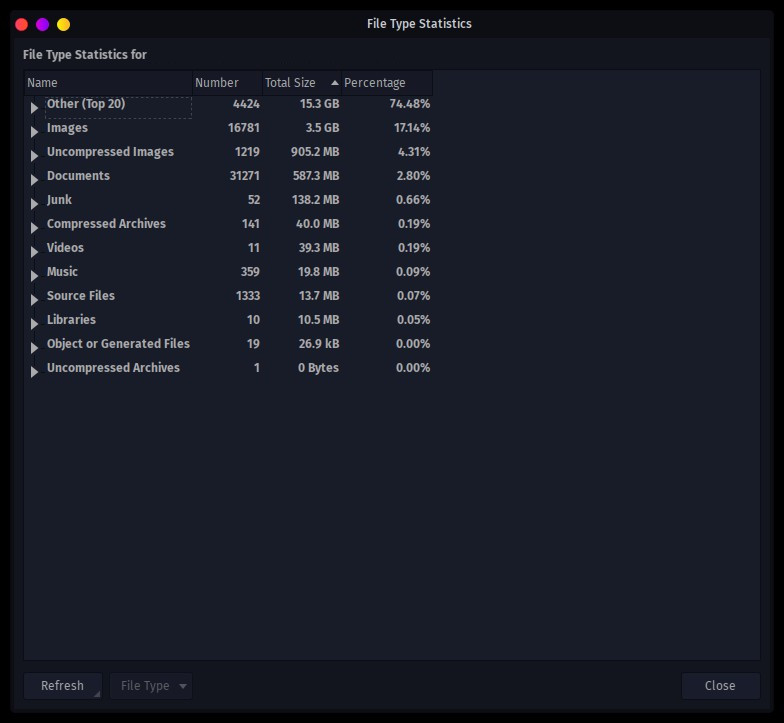 File Type Statistics
File Type Statistics for
Name Number Total Size Percentage
Other (Top 20) 4424 15.3 GB 74.48%
Images 16781 3.5 GB 17.14%
Uncompressed Images 1219 905.2 MB 4.31%
Documents 31271 587.3 MB 2.80%
Junk 52 138.2 MB 0.66%
Compressed Archives 141 40.0 MB 0.19%
Videos 11 39.3 MB 0.19%
Music 359 19.8 MB 0.09%
Source Files 1333 13.7 MB 0.07%
Libraries 10 10.5 MB 0.05%
Object or Generated Files 19 26.9 kB 0.00%
Uncompressed Archives 1 0 Bytes 0.00%
Refresh File Type Close